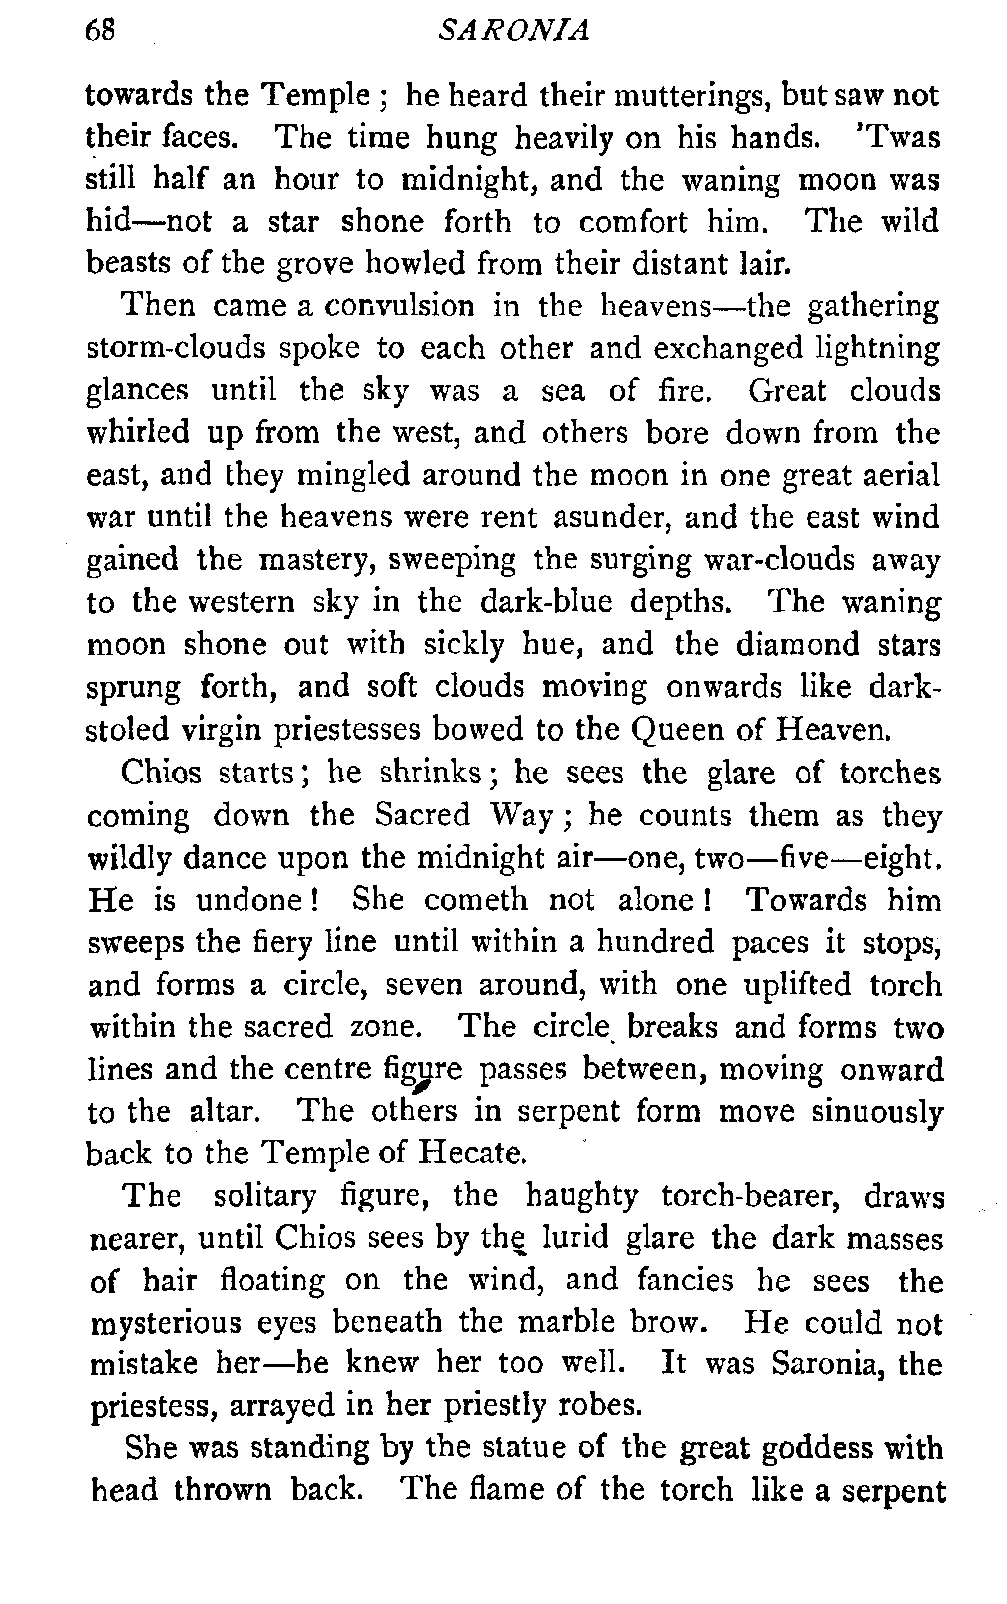 68 SARONIA
towards the Temple ; he heard their mutterings, but saw not
their faces. The time hung heavily on his hands. 'Twas
still half an hour to midnight, and the waning moon was
hid—not a star shone forth to comfort him. The wild
beasts of the grove howled from their distant lair.
Then came a convulsion in the heavens—the gathering
storm-clouds spoke to each other and exchanged lightning
glances until the sky was a sea of fire. Great clouds
whirled up from the west, and others bore down from the
east, and they mingled around the moon in one great aerial
war until the heavens were rent asunder, and the east wind
gained the mastery, sweeping the surging war-clouds away
to the western sky in the dark-blue depths. The waning
moon shone out with sickly hue, and the diamond stars
sprung forth, and soft clouds moving onwards like dark-
stoled virgin priestesses bowed to the Queen of Heaven.
Chios starts ; he shrinks ; he sees the glare of torches
coming down the Sacred Way ; he counts them as they
wildly dance upon the midnight air—one, two—five—eight.
He is undone ! She cometh not alone ! Towards him
sweeps the fiery line until within a hundred paces it stops,
and forms a circle, seven around, with one uplifted torch
within the sacred zone. The circle breaks and forms two
lines and the centre figure passes between, moving onward
to the altar. The others in serpent form move sinuously
back to the Temple of Hecate.
The solitary figure, the haughty torch-bearer, draws
nearer, until Chios sees by the lurid glare the dark masses
of hair floating on the wind, and fancies he sees the
mysterious eyes beneath the marble brow. He could not
mistake her—he knew her too well. It was Saronia, the
priestess, arrayed in her priestly robes.
She was standing by the statue of the great goddess with
head thrown back. The flame of the torch like a serpent